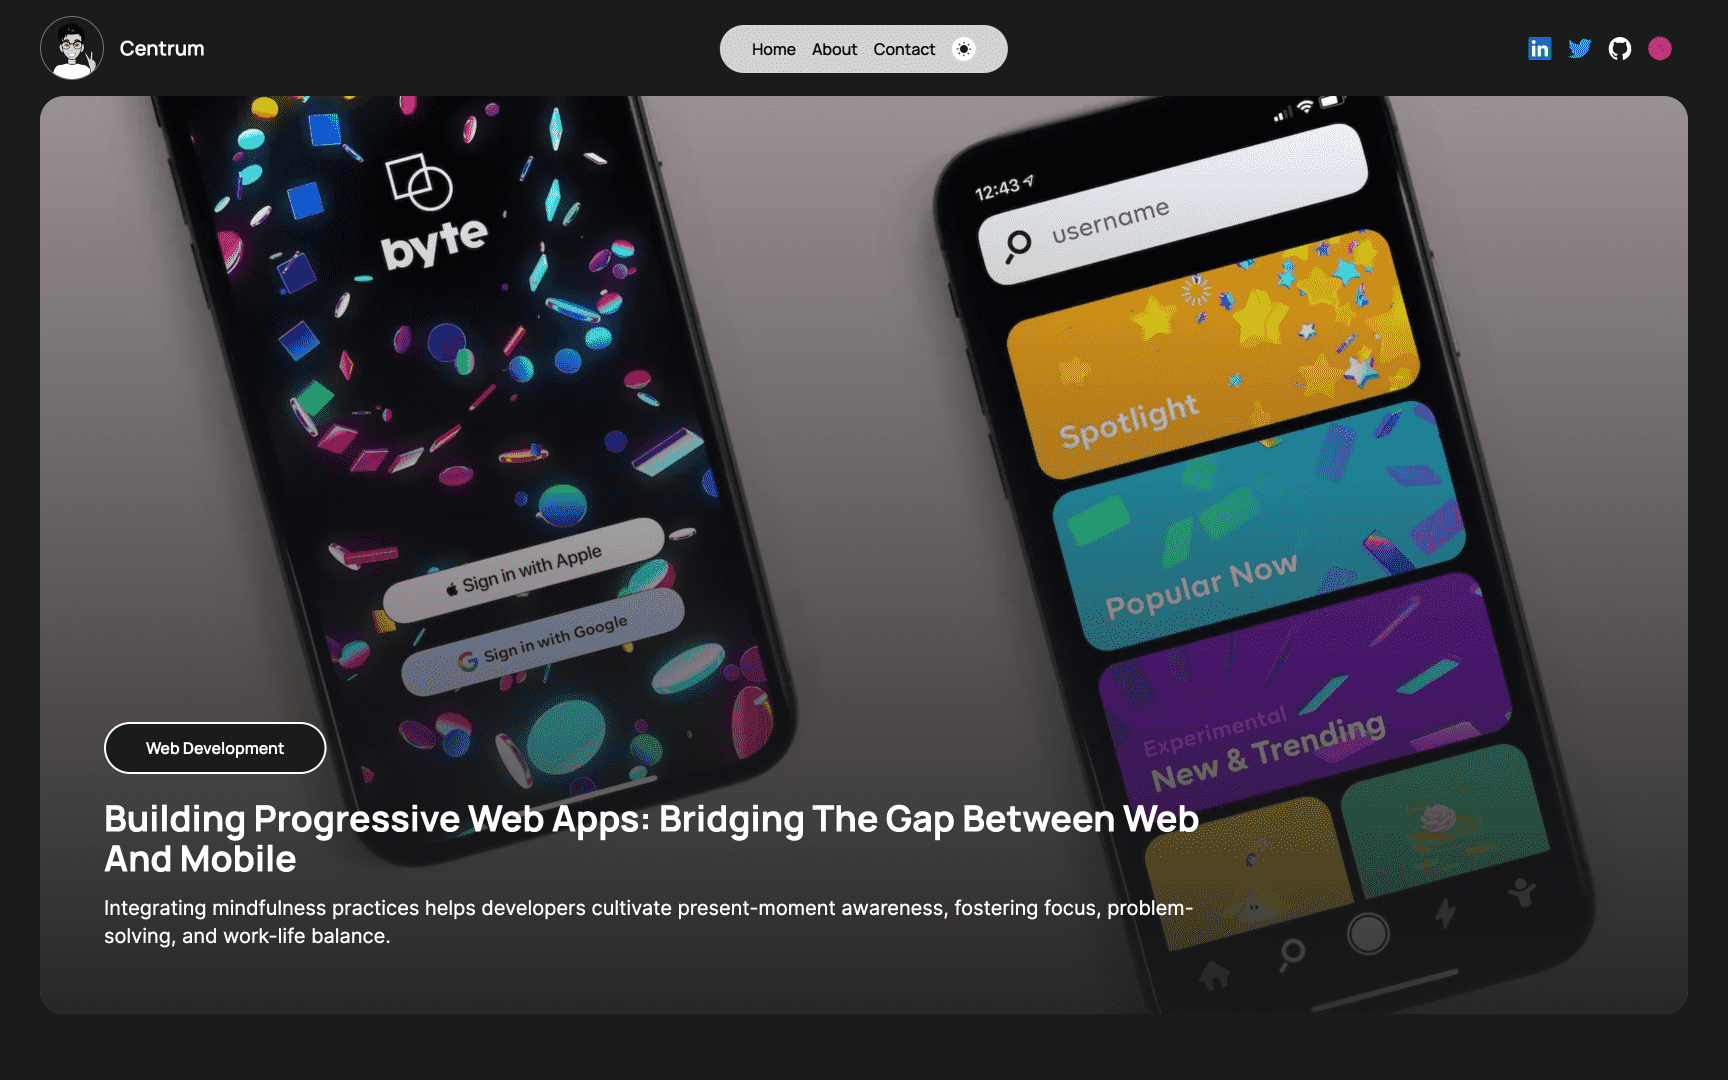 Centrum
Home About Contact
in
byte
Sign in with Apple
Sign in with Google
12:43
username
Spotlight
Popular Now
Experimental
New & Trending
Web Development
Building Progressive Web Apps: Bridging The Gap Between Web
And Mobile
Integrating mindfulness practices helps developers cultivate present-moment awareness, fostering focus, problem-
solving, and work-life balance.